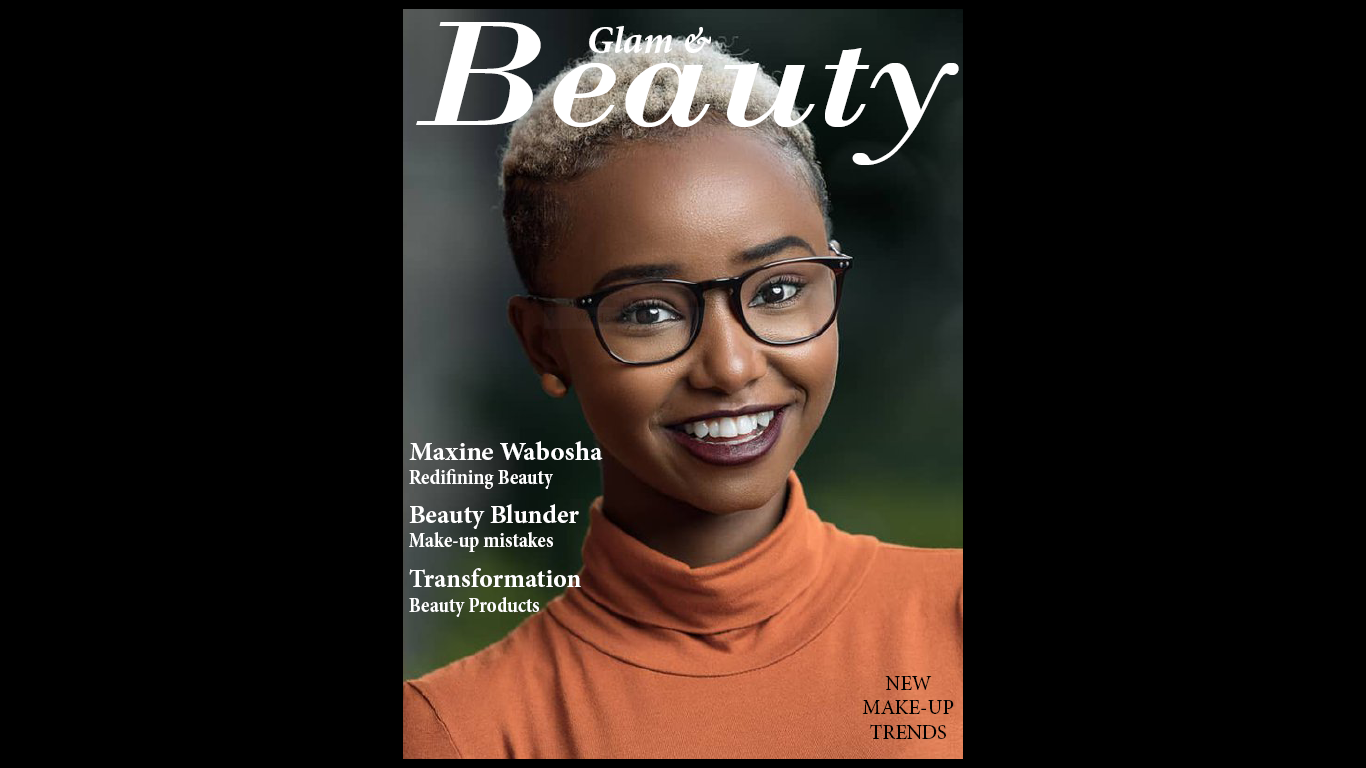 Glam &
Beauty
Maxine Wabosha
Redifining Beauty
Beauty Blunder
Make-up mistakes
Transformation
Beauty Products
NEW
MAKE-UP
TRENDS